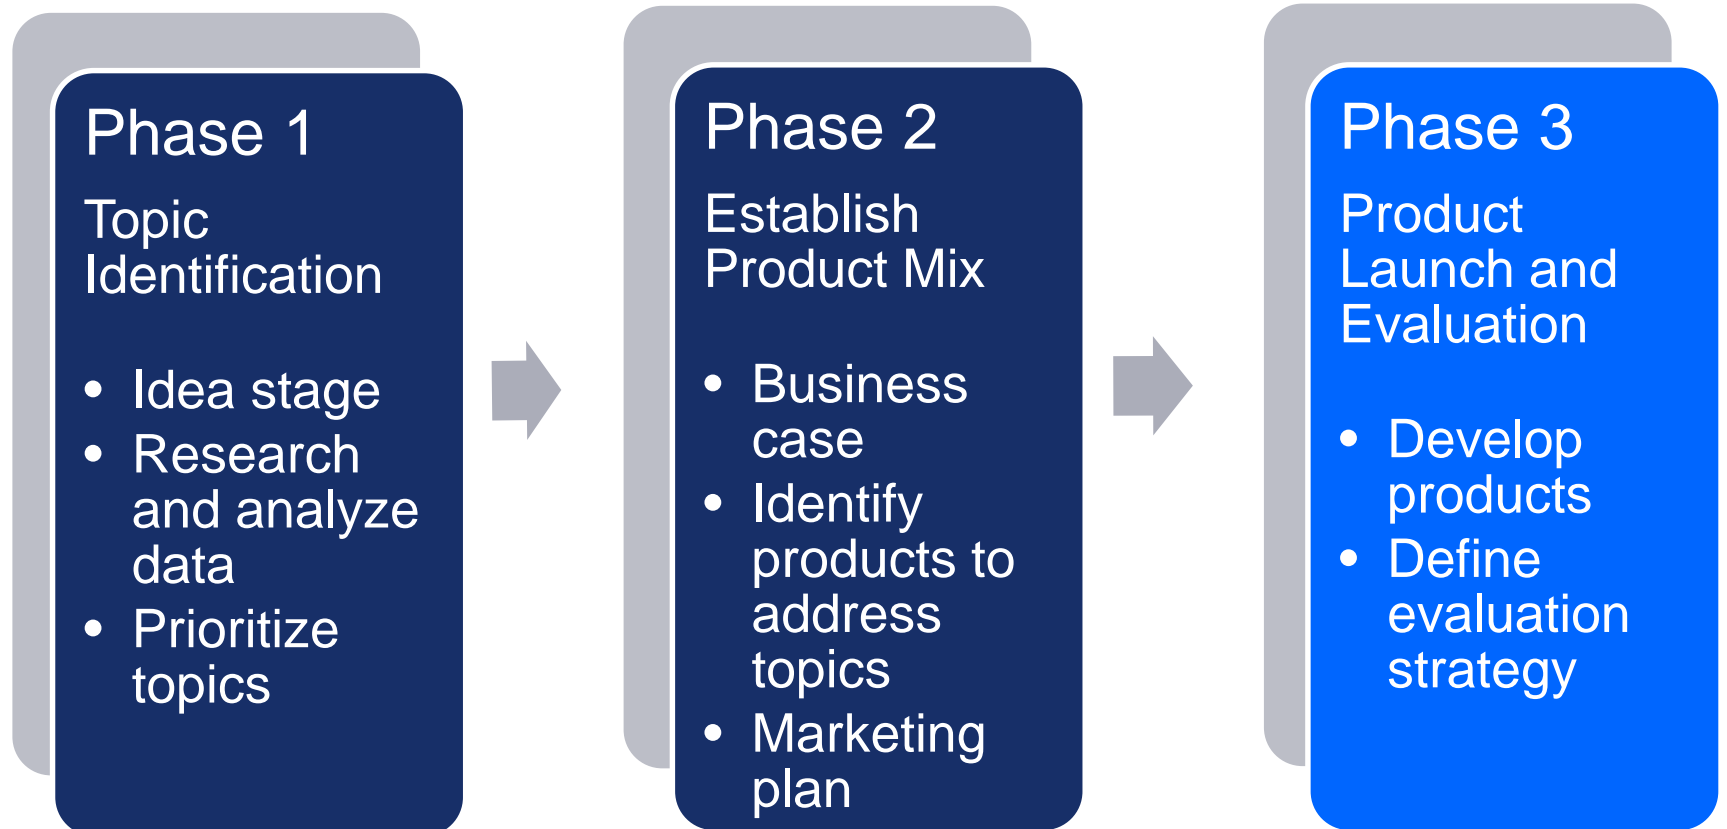 Phase 1
Topic
Identification
• Idea stage
• Research
and analyze
data
• Prioritize
topics
Phase 2
Establish
Product Mix
• Business
case
• Identify
products to
address
topics
• Marketing
plan
Phase 3
Product
Launch and
Evaluation
• Develop
products
• Define
evaluation
strategy